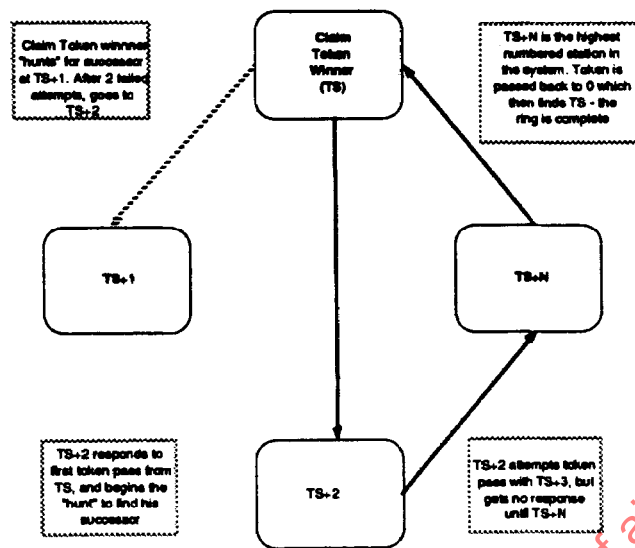 Claim Token winnner
"hunts" for successor
at TS+1. After 2 failed
attempts, goes to
TS+2
Claim
Token
Winner
(TS)
TS+N is the highest
numbered station in
the system. Token is
passed back to 0 which
then finds TS - the
ring is complete
TS+1
TS+N
TS+2 responds to
first token pass from
TS, and begins the
"hunt" to find his
successor
TS+2
TS+2 attempts token
pass with TS+3, but
gets no response
until TS+N